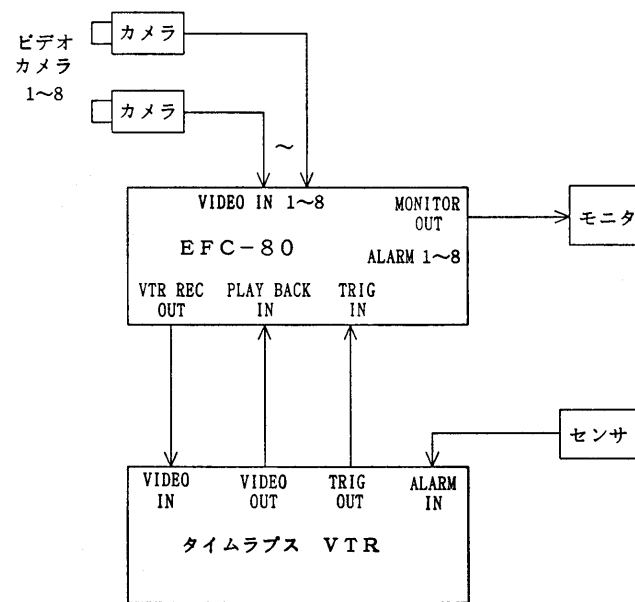 カメラ
ビデオ
カメラ
1〜8
カメラ
〜
VIDEO IN 1〜8
MONITOR
OUT
モニタ
EFC−80
ALARM 1〜8
VTR REC
OUT
PLAY BACK
IN
TRIG
IN
センサ
VIDEO
IN
VIDEO
OUT
TRIG
OUT
ALARM
IN
タイムラプス VTR